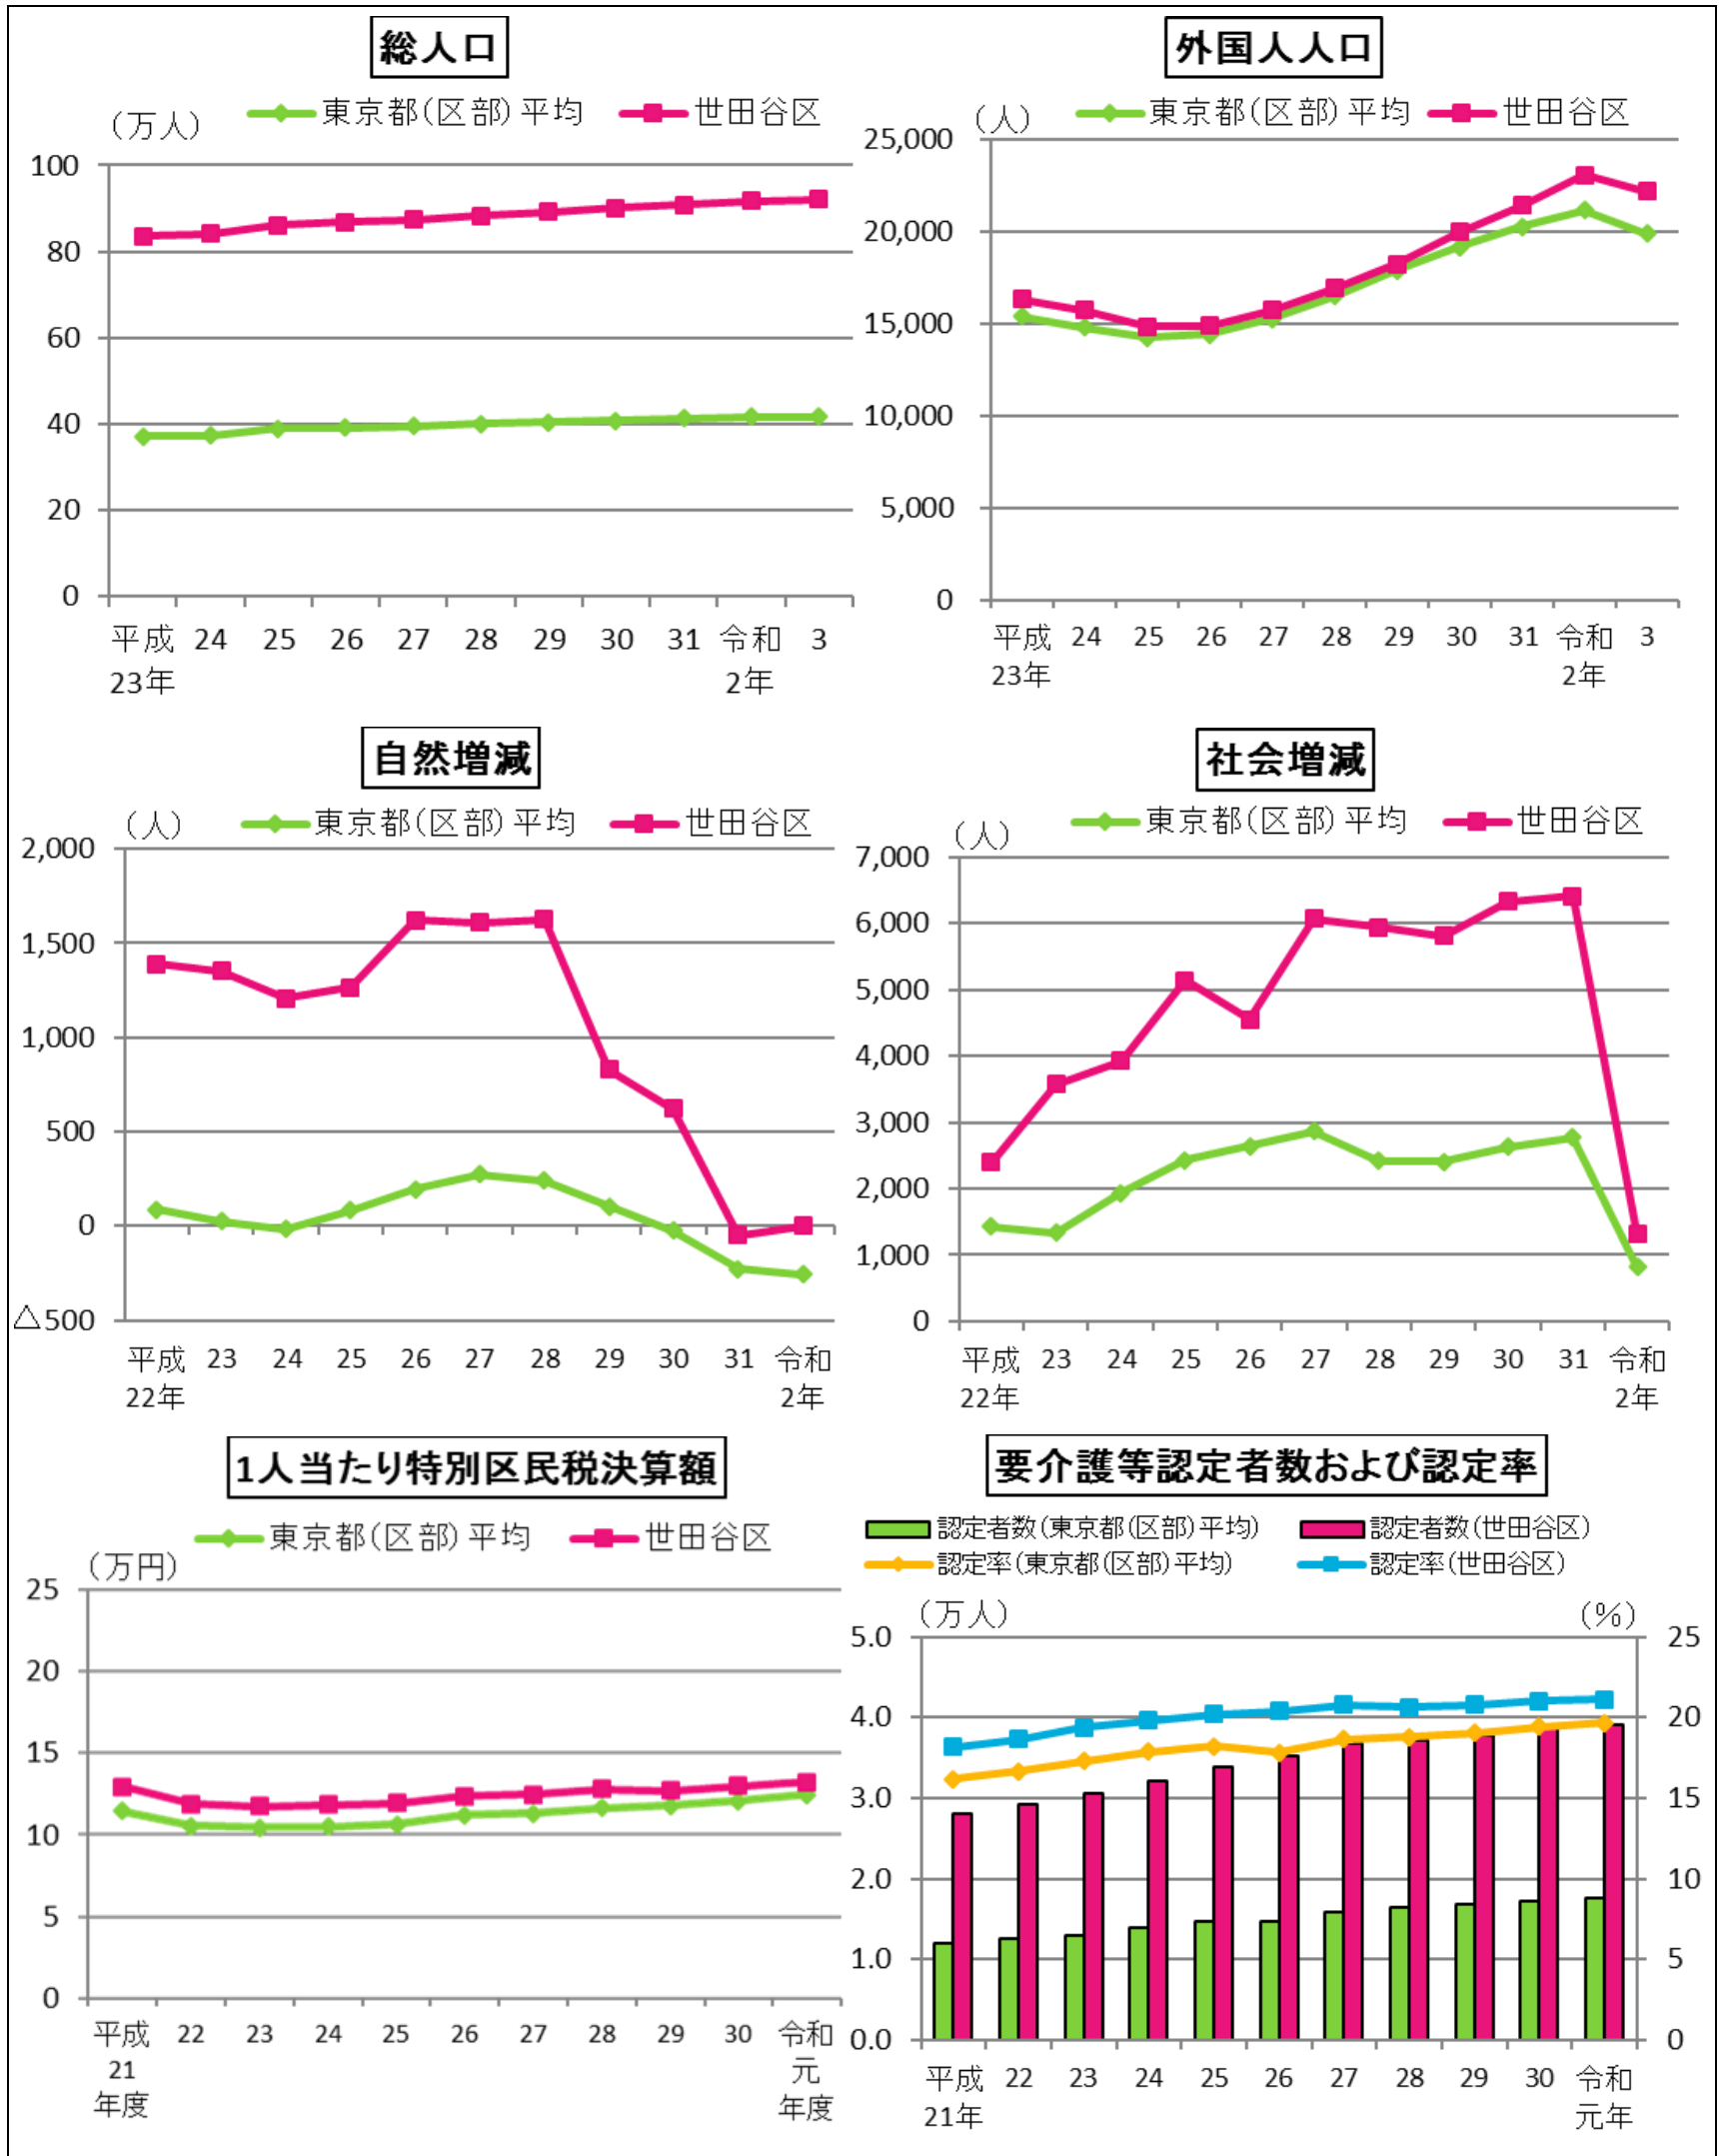 総人口
(万人)
東京都(区部)平均
世田谷区
100
80
60
40
20
0
平成 24 25 26 27 28 29 30 31 令和 3
23年 2年
外国人人口
(人)
東京都(区部)平均
世田谷区
25,000
20,000
15,000
10,000
5,000
0
平成 24 25 26 27 28 29 30 31 令和 3
23年 2年
自然増減
(人)
東京都(区部)平均
世田谷区
2,000
1,500
1,000
500
0
△500
平成 23 24 25 26 27 28 29 30 31 令和
22年 2年
社会増減
(人)
東京都(区部)平均
世田谷区
7,000
6,000
5,000
4,000
3,000
2,000
1,000
0
平成 23 24 25 26 27 28 29 30 31 令和
22年 2年
1人当たり特別区民税決算額
東京都(区部)平均
世田谷区
(万円)
25
20
15
10
5
0
平成 22 23 24 25 26 27 28 29 30 令和
21 元
年度 年度
要介護等認定者数および認定率
認定者数(東京都(区部)平均)
認定者数(世田谷区)
認定率(東京都(区部)平均)
認定率(世田谷区)
(万人) (%)
5.0 25
4.0 20
3.0 15
2.0 10
1.0 5
0.0 0
平成 22 23 24 25 26 27 28 29 30 令和
21年 元年